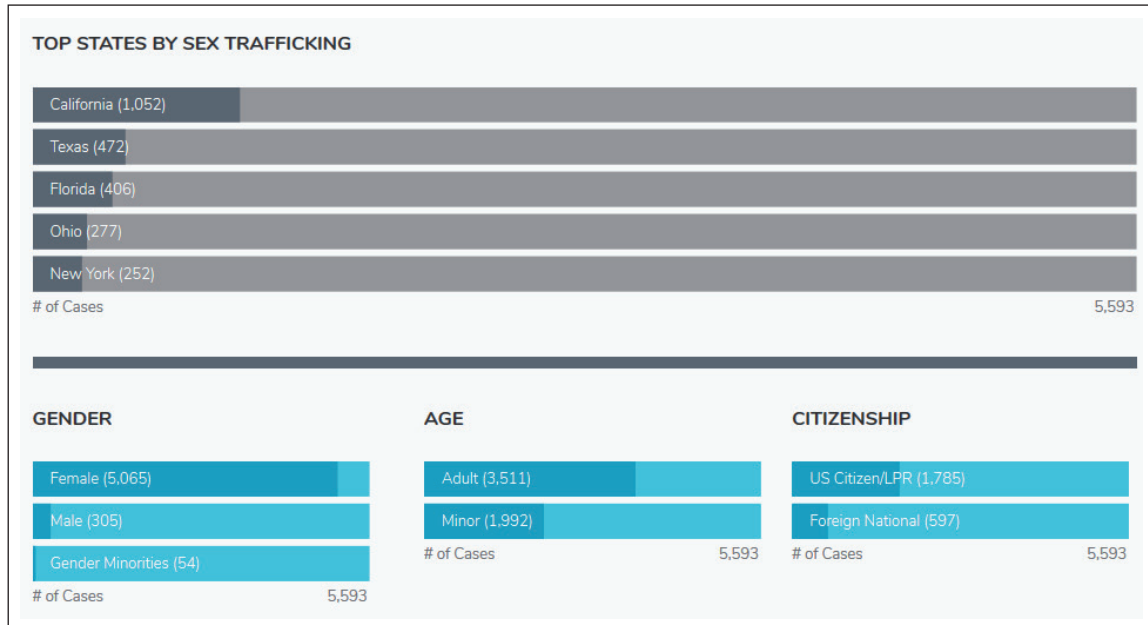 TOP STATES BY SEX TRAFFICKING
California (1,052)
Texas (472)
Florida (406)
Ohio (277)
New York (252)
# of Cases 5,593
GENDER
Female (5,065)
Male (305)
Gender Minorities (54)
# of Cases 5,593
AGE
Adult (3,511)
Minor (1,992)
# of Cases 5,593
CITIZENSHIP
US Citizen/LPR (1,785)
Foreign National (597)
# of Cases 5,593